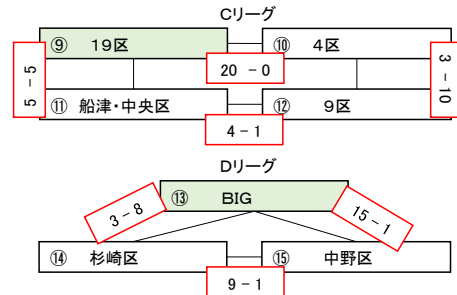 Cリーグ
⑨ 19区
⑩ 4区
20 - 0
5 - 5
3 - 10
⑪ 船津・中央区
⑫ 9区
4 - 1
Dリーグ
⑬ BIG
3 - 8
15 - 1
⑭ 杉崎区
⑮ 中野区
9 - 1